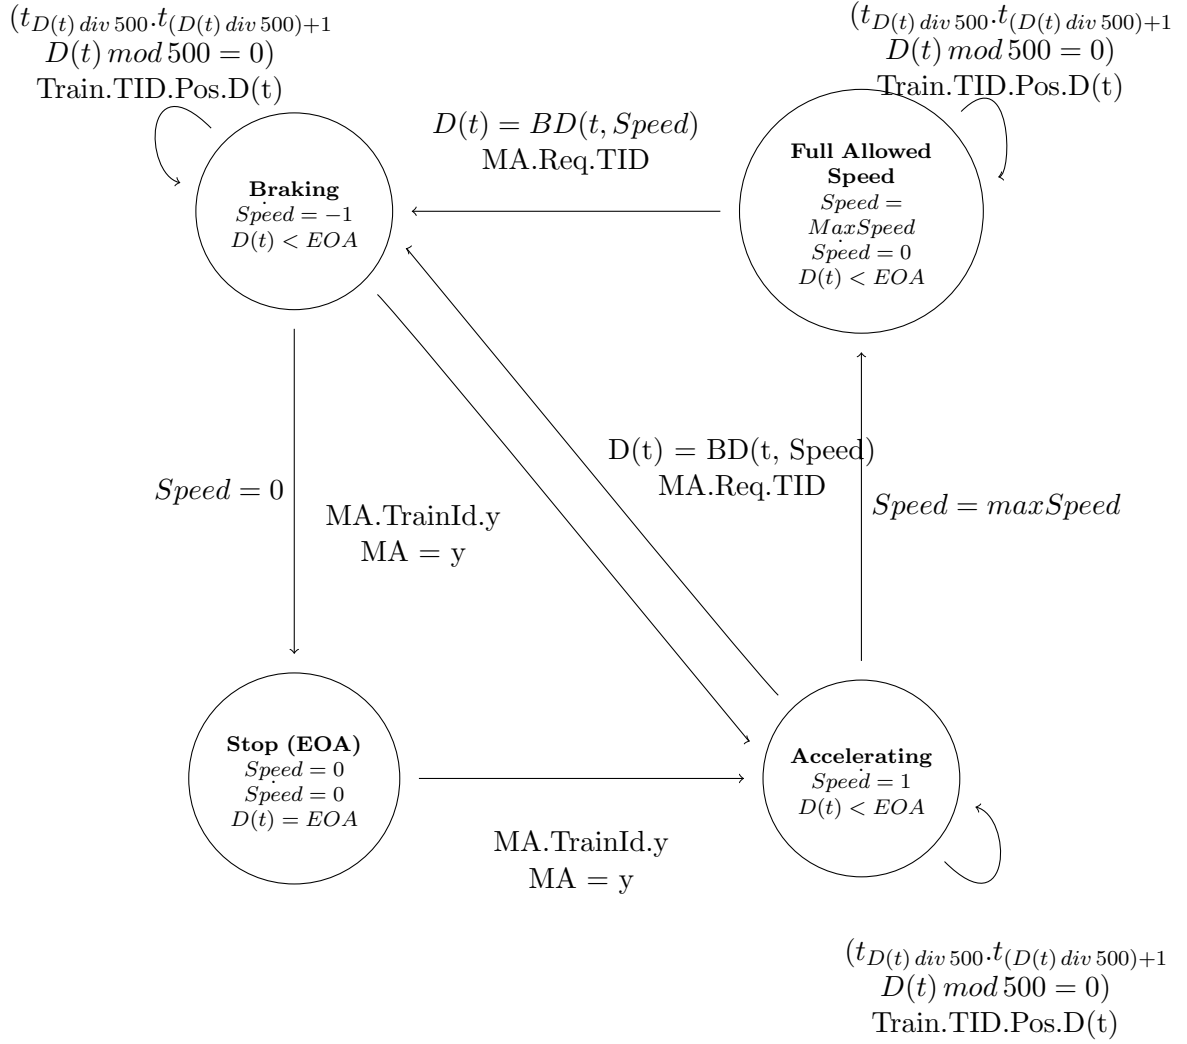 (t_{D(t) div 500}.t_{(D(t) div 500)+1}
D(t) mod 500 = 0)
Train.TID.Pos.D(t)
(t_{D(t) div 500}.t_{(D(t) div 500)+1}
D(t) mod 500 = 0)
Train.TID.Pos.D(t)
D(t) = BD(t, Speed)
MA.Req.TID
Braking
Spėed = −1
D(t) < EOA
Full Allowed
Speed
Speed =
MaxSpeed
Spėed = 0
D(t) < EOA
D(t) = BD(t, Speed)
MA.Req.TID
Speed = 0
MA.TrainId.y
MA = y
Speed = maxSpeed
Stop (EOA)
Speed = 0
Spėed = 0
D(t) = EOA
Accelerating
Spėed = 1
D(t) < EOA
MA.TrainId.y
MA = y
(t_{D(t) div 500}.t_{(D(t) div 500)+1}
D(t) mod 500 = 0)
Train.TID.Pos.D(t)